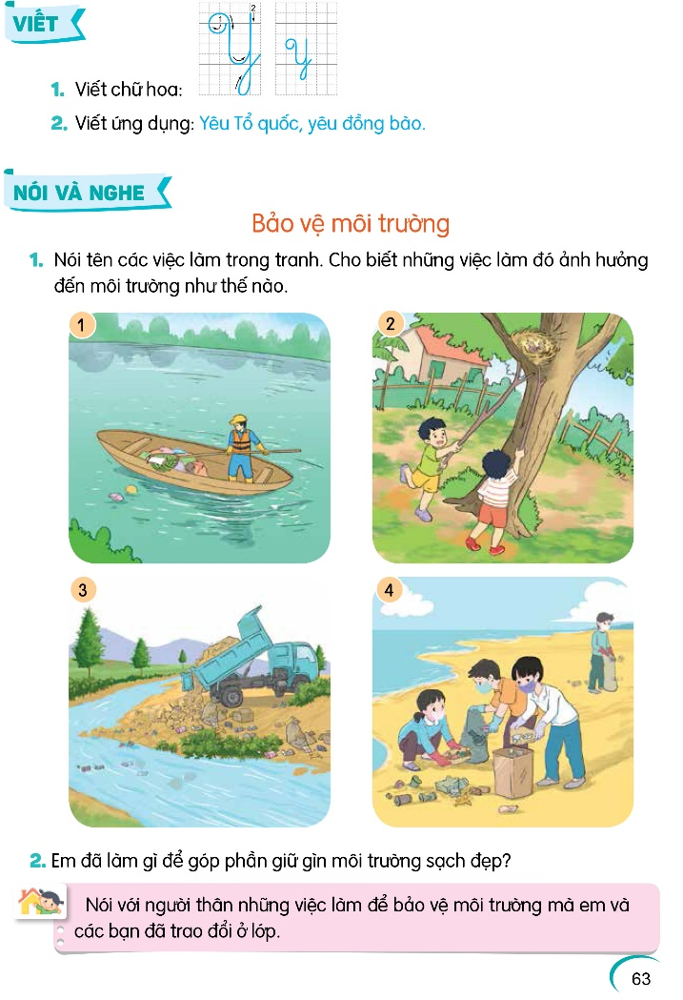 VIẾT
2
1. Viết chữ hoa: Y y
2. Viết ứng dụng: Yêu Tổ quốc, yêu đồng bào.
NÓI VÀ NGHE
Bảo vệ môi trường
1. Nói tên các việc làm trong tranh. Cho biết những việc làm đó ảnh hưởng
đến môi trường như thế nào.
1
2
3
4
2. Em đã làm gì để góp phần giữ gìn môi trường sạch đẹp?
Nói với người thân những việc làm để bảo vệ môi trường mà em và
các bạn đã trao đổi ở lớp.
63